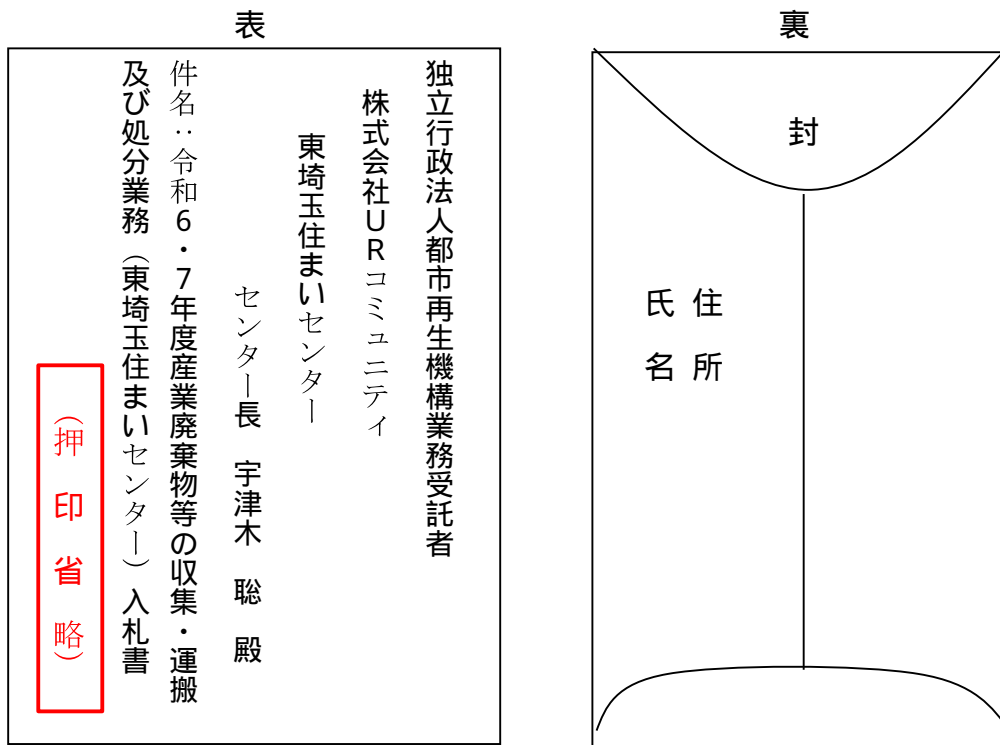 表
独立行政法人都市再生機構業務受託者
株式会社URコミュニティ
東埼玉住まいセンター
センター長 宇津木 聡 殿
件名：令和6・7年度産業廃棄物等の収集・運搬
及び処分業務（東埼玉住まいセンター）入札書
（押印省略）
裏
封
住所
氏名